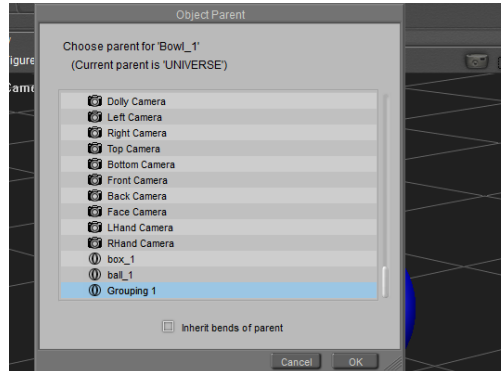 Object Parent
Choose parent for 'Bowl_1'
(Current parent is 'UNIVERSE')
Dolly Camera
Left Camera
Right Camera
Top Camera
Bottom Camera
Front Camera
Back Camera
Face Camera
LHand Camera
RHand Camera
box_1
ball_1
Grouping 1
Inherit bends of parent
Cancel OK